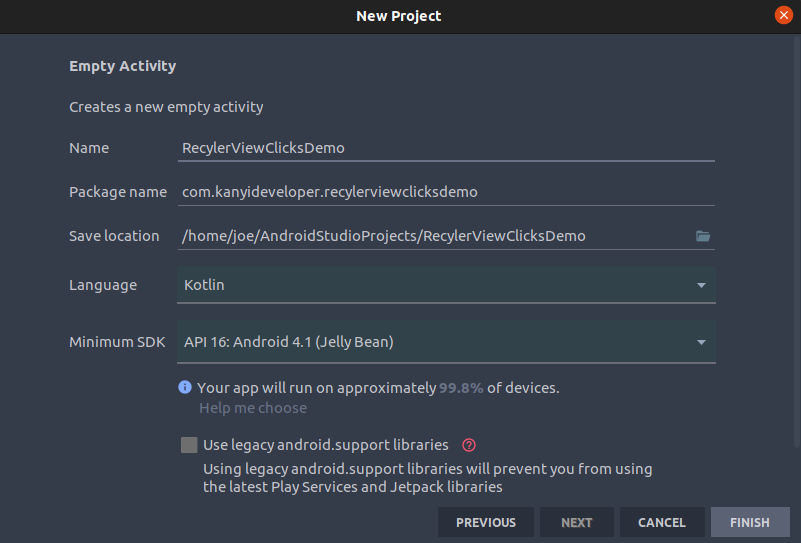 New Project
Empty Activity
Creates a new empty activity
Name RecylerViewClicksDemo
Package name com.kanyideveloper.recylerviewclicksdemo
Save location /home/joe/AndroidStudioProjects/RecylerViewClicksDemo
Language Kotlin
Minimum SDK API 16: Android 4.1 (Jelly Bean)
Your app will run on approximately 99.8% of devices.
Help me choose
Use legacy android.support libraries
Using legacy android.support libraries will prevent you from using
the latest Play Services and Jetpack libraries
PREVIOUS NEXT CANCEL FINISH